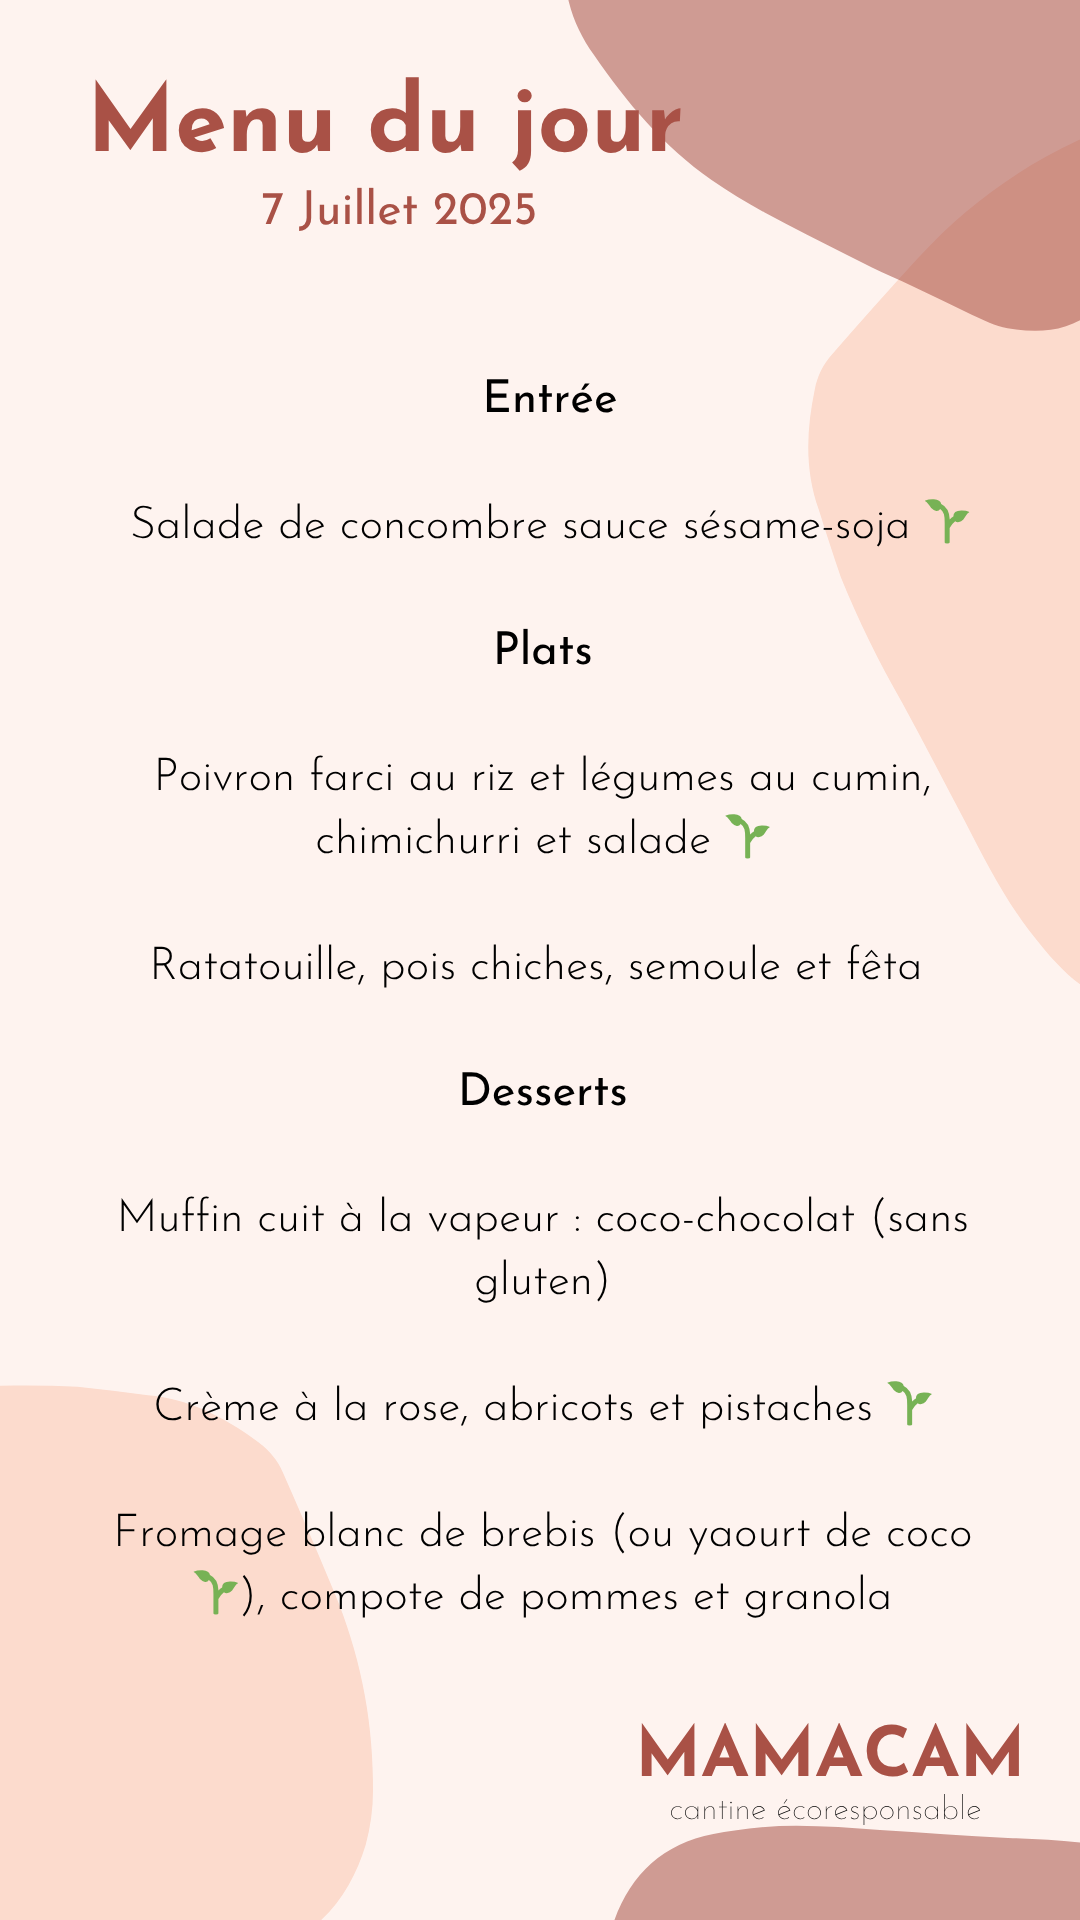 Menu du jour
7 Juillet 2025
Entrée
Salade de concombre sauce sésame-soja 🌱
Plats
Poivron farci au riz et légumes au cumin,
chimichurri et salade 🌱
Ratatouille, pois chiches, semoule et fêta
Desserts
Muffin cuit à la vapeur : coco-chocolat (sans
gluten)
Crème à la rose, abricots et pistaches 🌱
Fromage blanc de brebis (ou yaourt de coco
🌱), compote de pommes et granola
MAMACAM
cantine écoresponsable